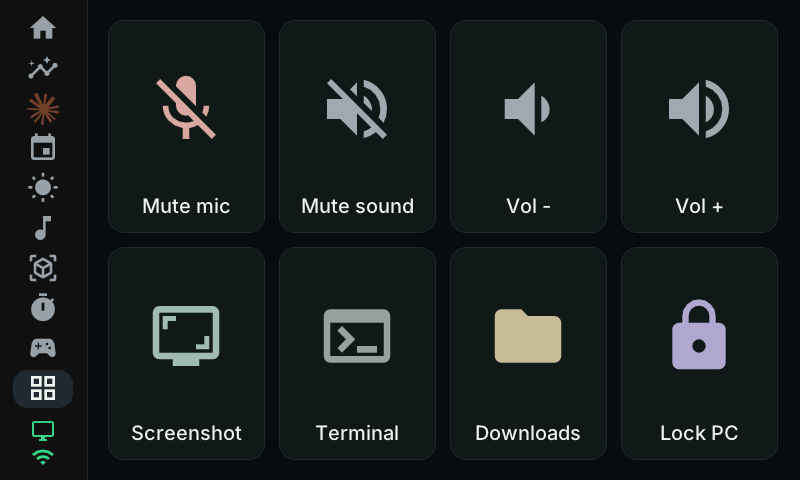 Mute mic
Mute sound
Vol -
Vol +
Screenshot
Terminal
Downloads
Lock PC